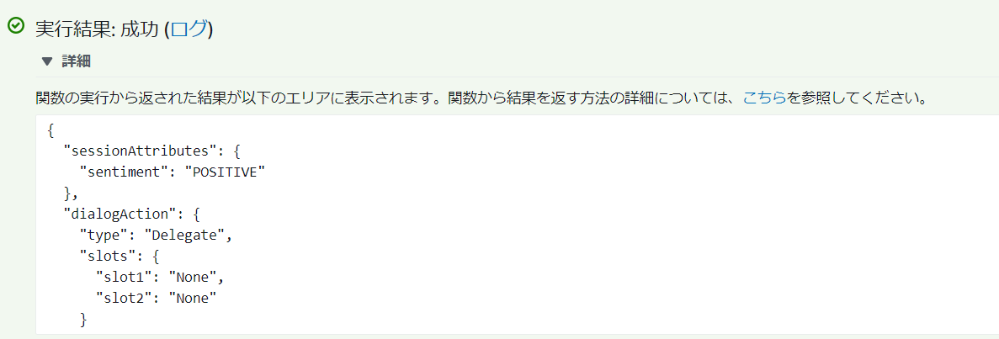 実行結果: 成功 (ログ)
▼ 詳細
関数の実行から返された結果が以下のエリアに表示されます。関数から結果を返す方法の詳細については、こちらを参照してください。
{
  "sessionAttributes": {
    "sentiment": "POSITIVE"
  },
  "dialogAction": {
    "type": "Delegate",
    "slots": {
      "slot1": "None",
      "slot2": "None"
    }